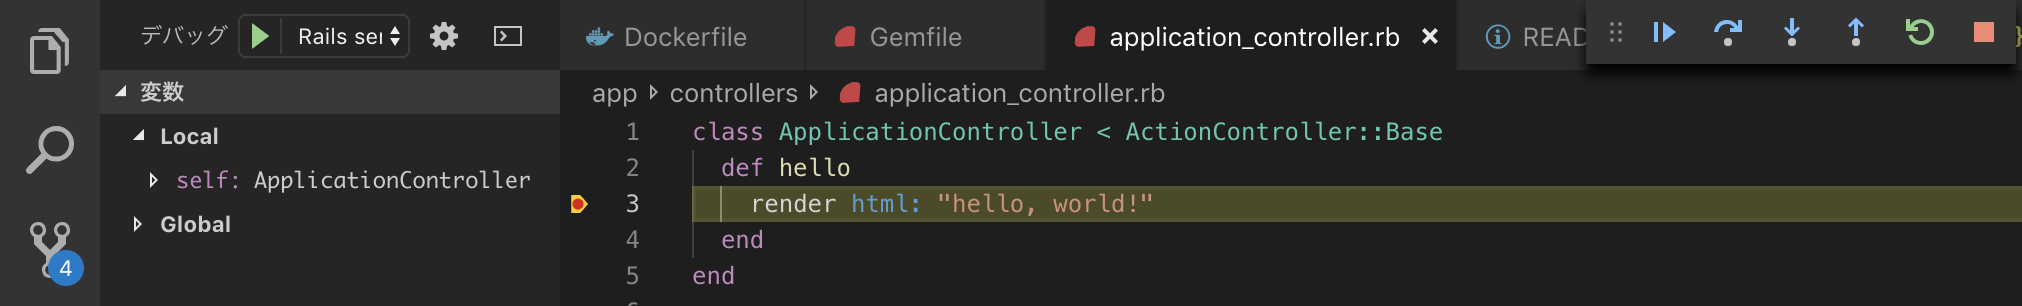 デバッグ Rails ser
Dockerfile Gemfile application_controller.rb READ
変数
Local
self: ApplicationController
Global
4
app controllers application_controller.rb
1 class ApplicationController < ActionController::Base
2 def hello
3 render html: "hello, world!"
4 end
5 end